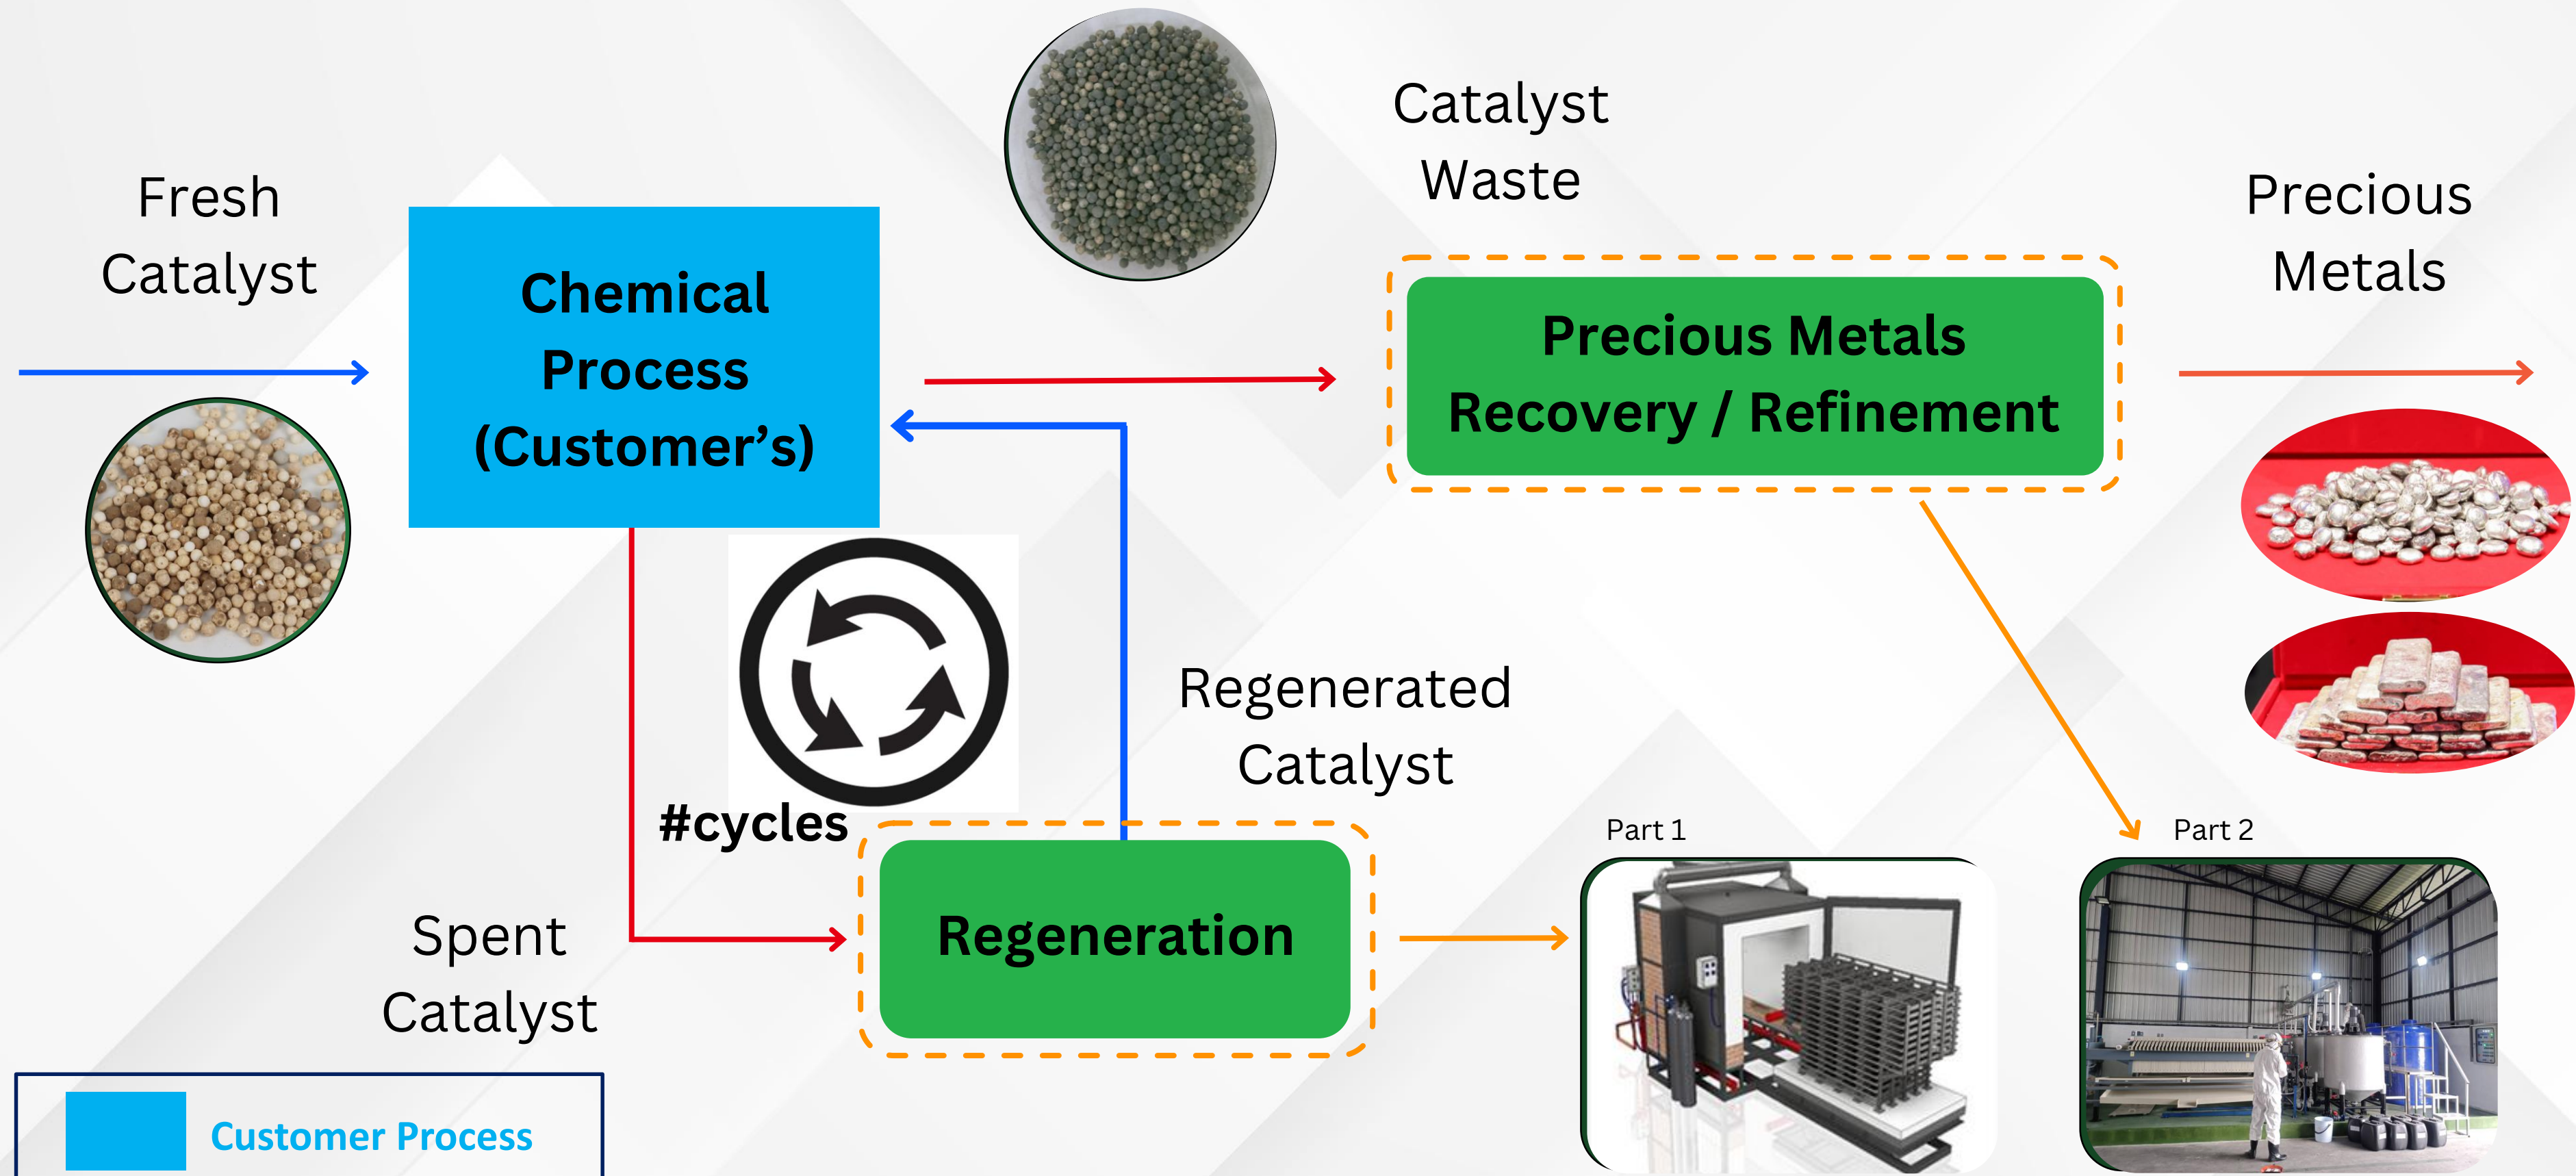 Fresh
Catalyst
Chemical
Process
(Customer’s)
Catalyst
Waste
Precious Metals
Recovery / Refinement
Precious
Metals
Regenerated
Catalyst
#cycles
Spent
Catalyst
Regeneration
Part 1
Part 2
Customer Process